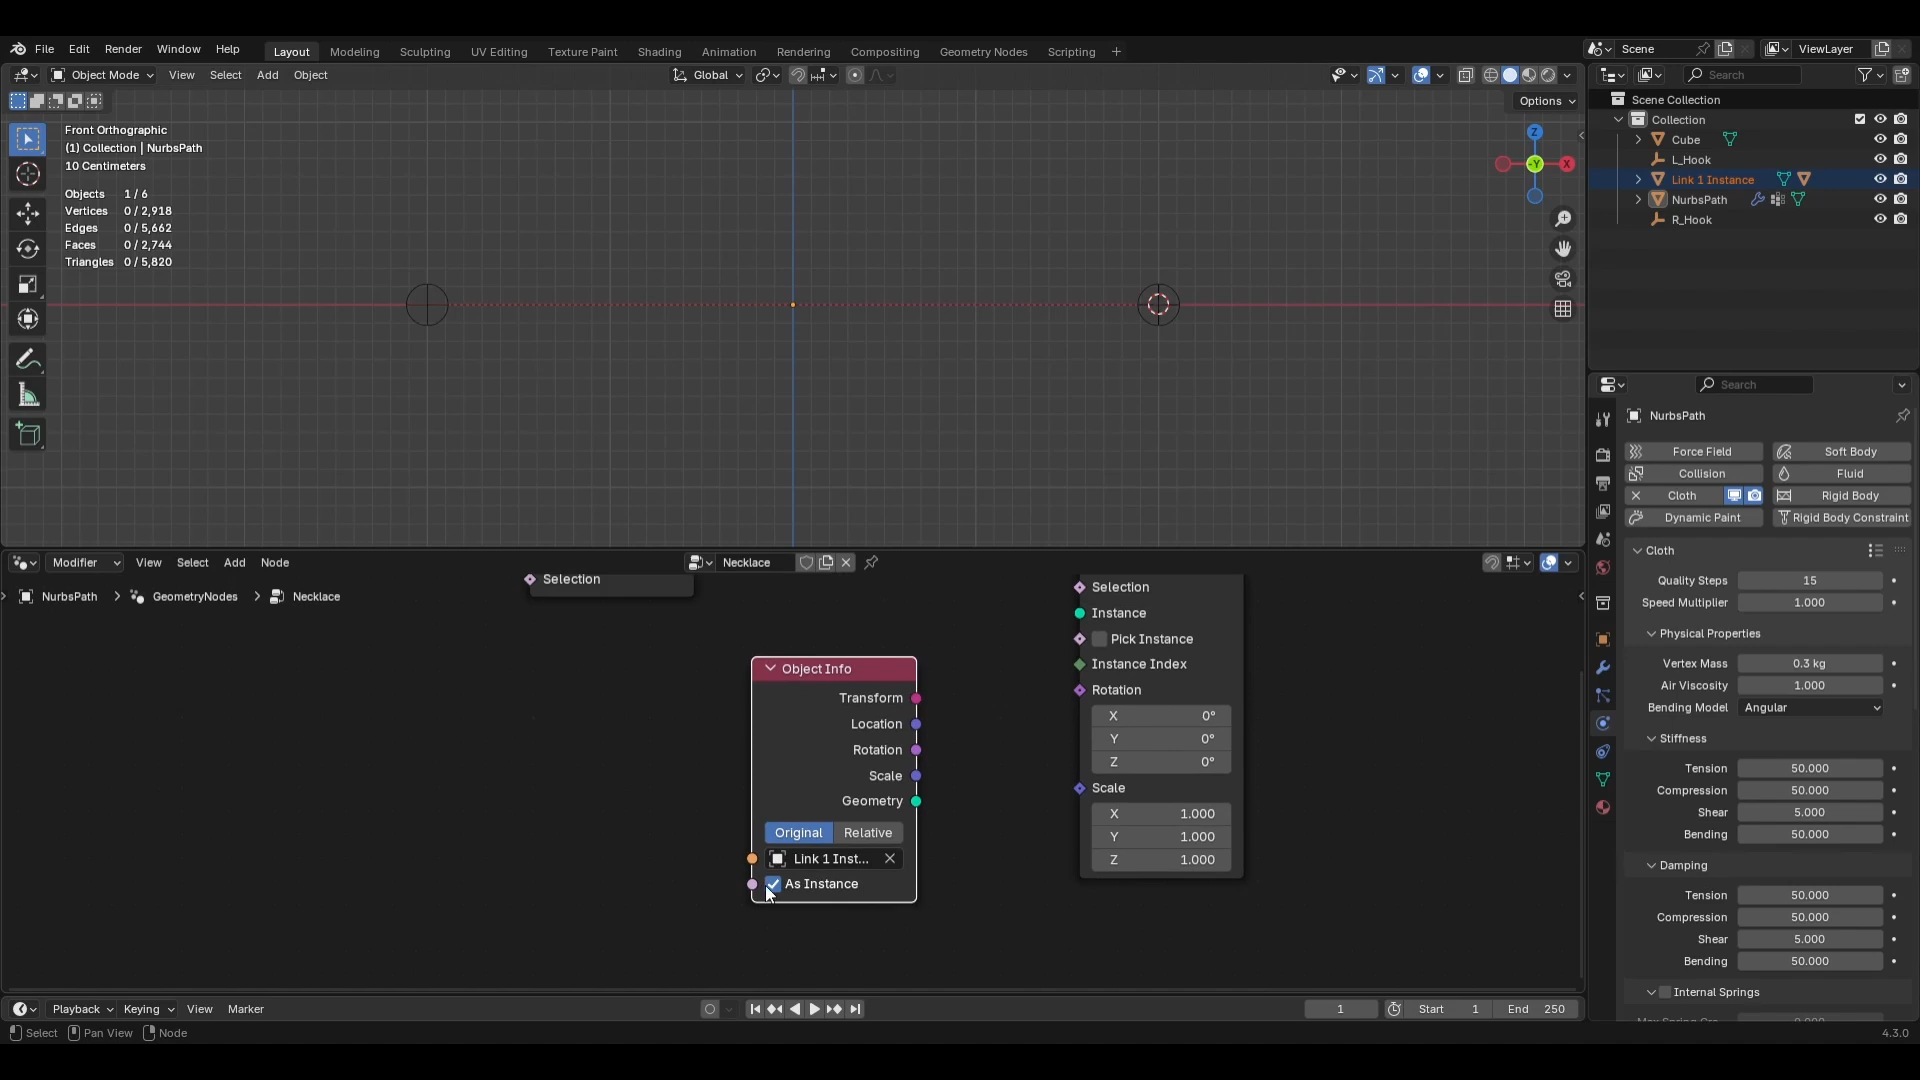 File Edit Render Window Help Layout Modeling Sculpting UV Editing Texture Paint Shading Animation Rendering Compositing Geometry Nodes Scripting + Scene ViewLayer
Object Mode View Select Add Object Global Search
Options
Front Orthographic
(1) Collection | NurbsPath
10 Centimeters
Objects 1 / 6
Vertices 0 / 2,918
Edges 0 / 5,662
Faces 0 / 2,744
Triangles 0 / 5,820
Z
-Y
X
Scene Collection
Collection
Cube
L_Hook
Link 1 Instance
NurbsPath
R_Hook
Modifier View Select Add Node Necklace
NurbsPath > GeometryNodes > Necklace
Selection
Object Info
Transform
Location
Rotation
Scale
Geometry
Original Relative
Link 1 Inst...
As Instance
Selection
Instance
Pick Instance
Instance Index
Rotation
X 0°
Y 0°
Z 0°
Scale
X 1.000
Y 1.000
Z 1.000
Search
NurbsPath
Force Field Soft Body
Collision Fluid
Cloth Rigid Body
Dynamic Paint Rigid Body Constraint
Cloth
Quality Steps 15
Speed Multiplier 1.000
Physical Properties
Vertex Mass 0.3 kg
Air Viscosity 1.000
Bending Model Angular
Stiffness
Tension 50.000
Compression 50.000
Shear 5.000
Bending 50.000
Damping
Tension 50.000
Compression 50.000
Shear 5.000
Bending 50.000
Internal Springs
Playback Keying View Marker 1 Start 1 End 250
Select Pan View Node 4.3.0